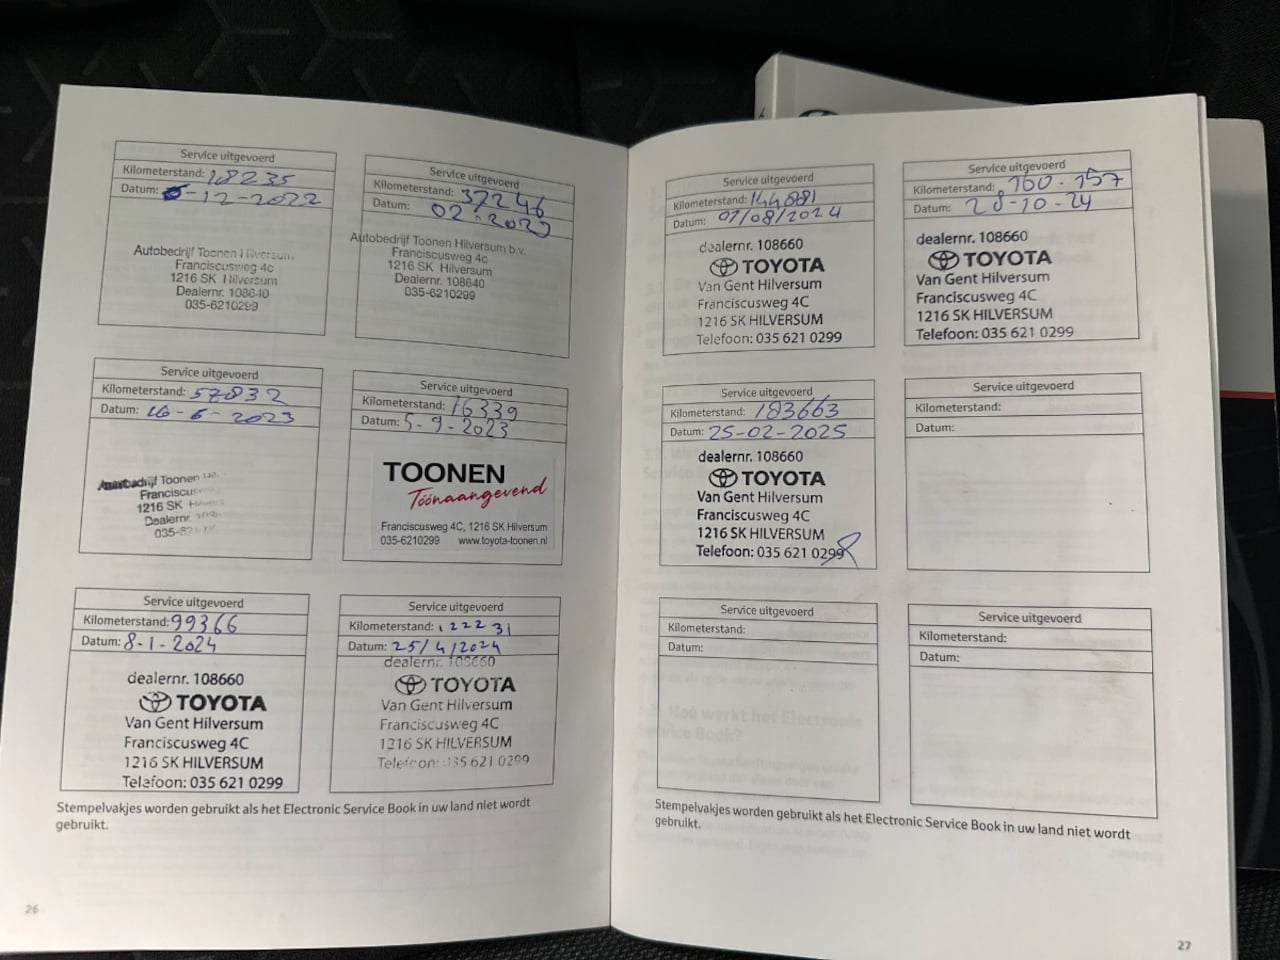 Service uitgevoerd
Kilometerstand: 18235
Datum: 6-12-2022
Autobedrijf Toonen Hilversum
Franciscusweg 4c
1216 SK Hilversum
Dealernr. 108640
035-6210299
Service uitgevoerd
Kilometerstand: 37246
Datum: 02-2023
Autobedrijf Toonen Hilversum b.v.
Franciscusweg 4c
1216 SK Hilversum
Dealernr. 108640
035-6210299
Service uitgevoerd
Kilometerstand: 57832
Datum: 16-6-2023
Autobedrijf Toonen
Franciscus
1216 SK
Dealernr.
035-
Service uitgevoerd
Kilometerstand: 76339
Datum: 5-9-2023
TOONEN
Tóónaangevend
Franciscusweg 4C, 1216 SK Hilversum
035-6210299 www.toyota-toonen.nl
Service uitgevoerd
Kilometerstand: 99366
Datum: 8-1-2024
dealernr. 108660
TOYOTA
Van Gent Hilversum
Franciscusweg 4C
1216 SK HILVERSUM
Telefoon: 035 621 0299
Service uitgevoerd
Kilometerstand: 122231
Datum: 25/4/2024
dealernr. 108660
TOYOTA
Van Gent Hilversum
Franciscusweg 4C
1216 SK HILVERSUM
Telefoon: 035 621 0299
Stempelvakjes worden gebruikt als het Electronic Service Book in uw land niet wordt
gebruikt.
26
Service uitgevoerd
Kilometerstand: 144881
Datum: 07/08/2024
dealernr. 108660
TOYOTA
Van Gent Hilversum
Franciscusweg 4C
1216 SK HILVERSUM
Telefoon: 035 621 0299
Service uitgevoerd
Kilometerstand: 160.157
Datum: 28-10-24
dealernr. 108660
TOYOTA
Van Gent Hilversum
Franciscusweg 4C
1216 SK HILVERSUM
Telefoon: 035 621 0299
Service uitgevoerd
Kilometerstand: 183663
Datum: 25-02-2025
dealernr. 108660
TOYOTA
Van Gent Hilversum
Franciscusweg 4C
1216 SK HILVERSUM
Telefoon: 035 621 0299
Service uitgevoerd
Kilometerstand:
Datum:
Service uitgevoerd
Kilometerstand:
Datum:
Service uitgevoerd
Kilometerstand:
Datum:
Stempelvakjes worden gebruikt als het Electronic Service Book in uw land niet wordt
gebruikt.
27